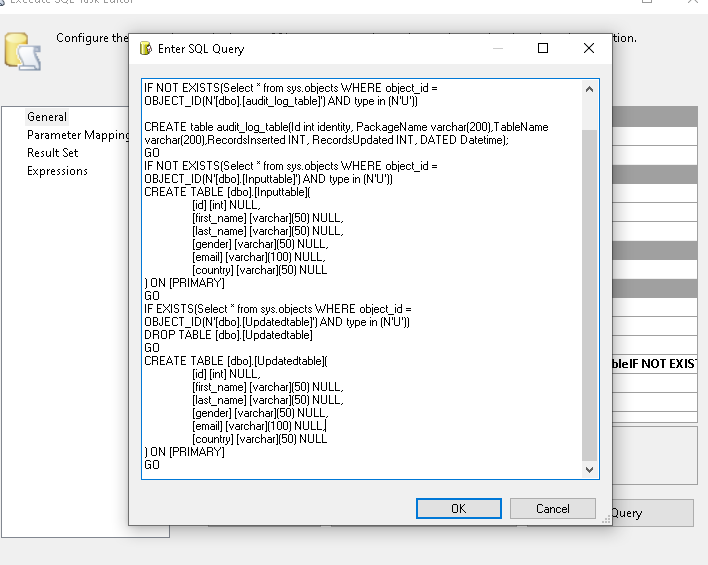 Execute SQL Task Editor
Configure the
tion.
Enter SQL Query
General
Parameter Mapping
Result Set
Expressions
IF NOT EXISTS(Select * from sys.objects WHERE object_id =
OBJECT_ID(N'[dbo].[audit_log_table]') AND type in (N'U'))
CREATE table audit_log_table(Id int identity, PackageName varchar(200),TableName
varchar(200),RecordsInserted INT, RecordsUpdated INT, DATED Datetime);
GO
IF NOT EXISTS(Select * from sys.objects WHERE object_id =
OBJECT_ID(N'[dbo].[Inputtable]') AND type in (N'U'))
CREATE TABLE [dbo].[Inputtable](
[id] [int] NULL,
[first_name] [varchar](50) NULL,
[last_name] [varchar](50) NULL,
[gender] [varchar](50) NULL,
[email] [varchar](100) NULL,
[country] [varchar](50) NULL
) ON [PRIMARY]
GO
IF EXISTS(Select * from sys.objects WHERE object_id =
OBJECT_ID(N'[dbo].[Updatedtable]') AND type in (N'U'))
DROP TABLE [dbo].[Updatedtable]
GO
CREATE TABLE [dbo].[Updatedtable](
[id] [int] NULL,
[first_name] [varchar](50) NULL,
[last_name] [varchar](50) NULL,
[gender] [varchar](50) NULL,
[email] [varchar](100) NULL,
[country] [varchar](50) NULL
) ON [PRIMARY]
GO
bleIF NOT EXIST
OK
Cancel
Query